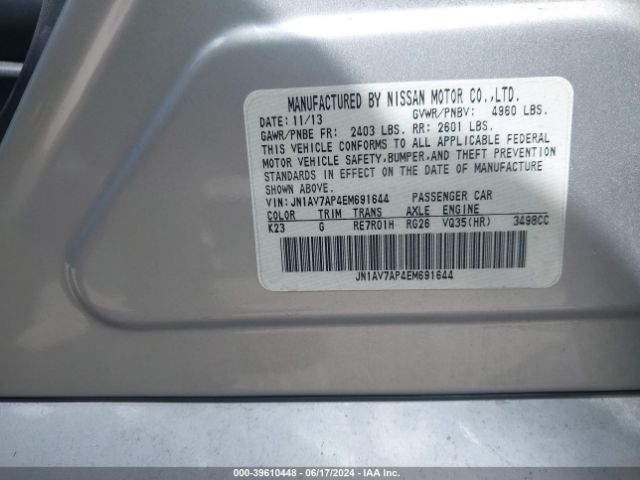 MANUFACTURED BY NISSAN MOTOR CO.,LTD.
DATE: 11/13 GVWR/PNBV: 4960 LBS.
GAWR/PNBE FR: 2403 LBS. RR: 2601 LBS.
THIS VEHICLE CONFORMS TO ALL APPLICABLE FEDERAL
MOTOR VEHICLE SAFETY,BUMPER,AND THEFT PREVENTION
STANDARDS IN EFFECT ON THE DATE OF MANUFACTURE
SHOWN ABOVE.
VIN: JN1AV7AP4EM691644 PASSENGER CAR
COLOR TRIM TRANS AXLE ENGINE
K23 G RE7R01H RG26 VQ35(HR) 3498CC
JN1AV7AP4EM691644
000-39610448 - 06/17/2024 - IAA Inc.